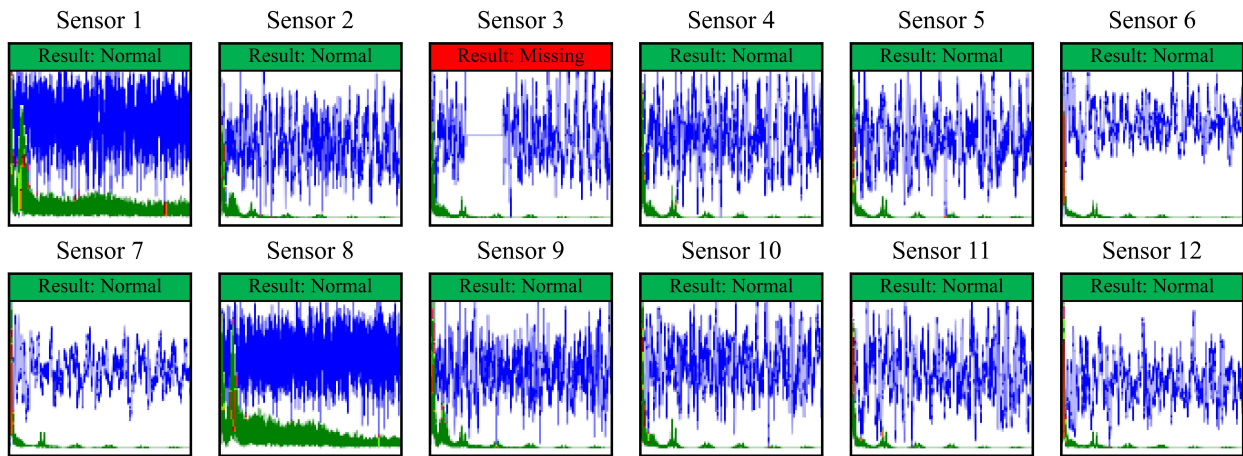 Sensor 1 Sensor 2 Sensor 3 Sensor 4 Sensor 5 Sensor 6
Result: Normal Result: Normal Result: Missing Result: Normal Result: Normal Result: Normal
Sensor 7 Sensor 8 Sensor 9 Sensor 10 Sensor 11 Sensor 12
Result: Normal Result: Normal Result: Normal Result: Normal Result: Normal Result: Normal